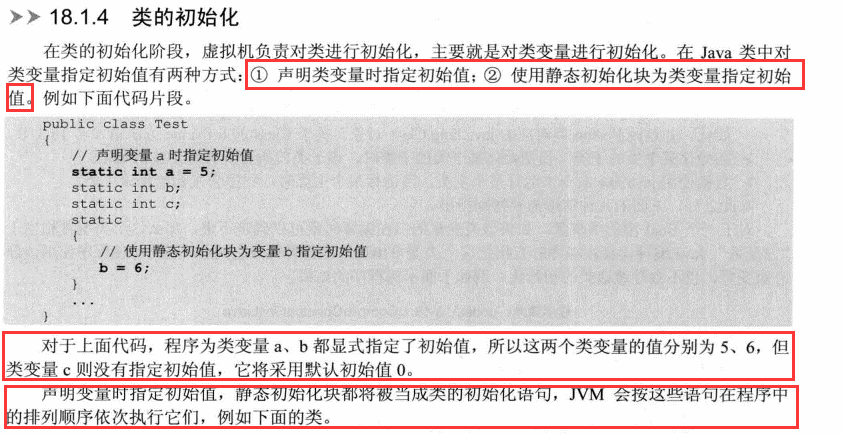 >> 18.1.4 类的初始化
在类的初始化阶段，虚拟机负责对类进行初始化，主要就是对类变量进行初始化。在 Java 类中对
类变量指定初始值有两种方式：① 声明类变量时指定初始值；② 使用静态初始化块为类变量指定初始
值。例如下面代码片段。
public class Test
{
// 声明变量 a 时指定初始值
static int a = 5;
static int b;
static int c;
static
{
// 使用静态初始化块为变量 b 指定初始值
b = 6;
}
...
}
对于上面代码，程序为类变量 a、b 都显式指定了初始值，所以这两个类变量的值分别为 5、6，但
类变量 c 则没有指定初始值，它将采用默认初始值 0。
声明变量时指定初始值，静态初始化块都将被当成类的初始化语句，JVM 会按这些语句在程序中
的排列顺序依次执行它们，例如下面的类。